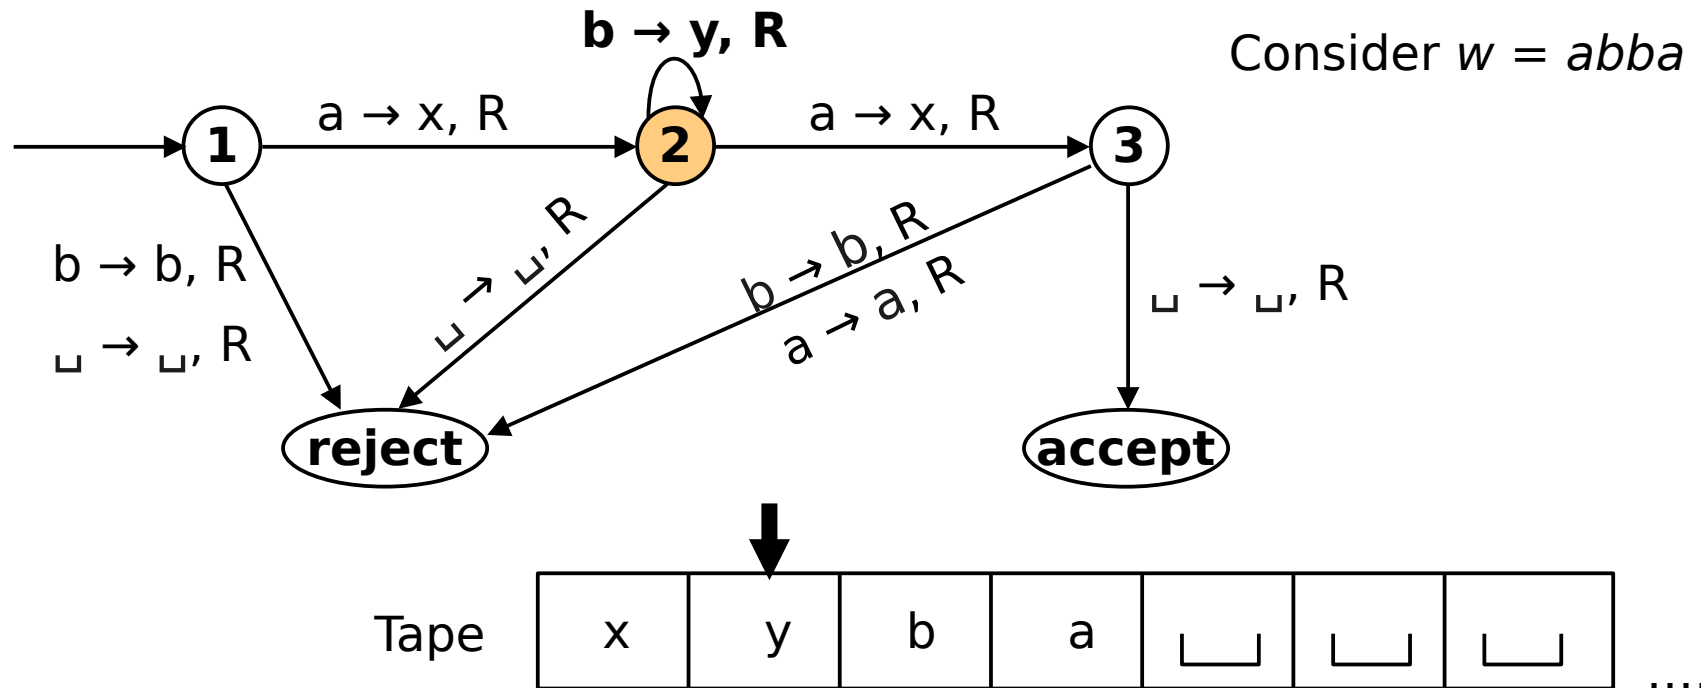 b → y, R
Consider w = abba
a → x, R
a → x, R
1
2
3
b → b, R
␣ → ␣, R
␣ → ␣, R
b → b, R
a → a, R
␣ → ␣, R
reject
accept
Tape x y b a ␣ ␣ ␣ ....